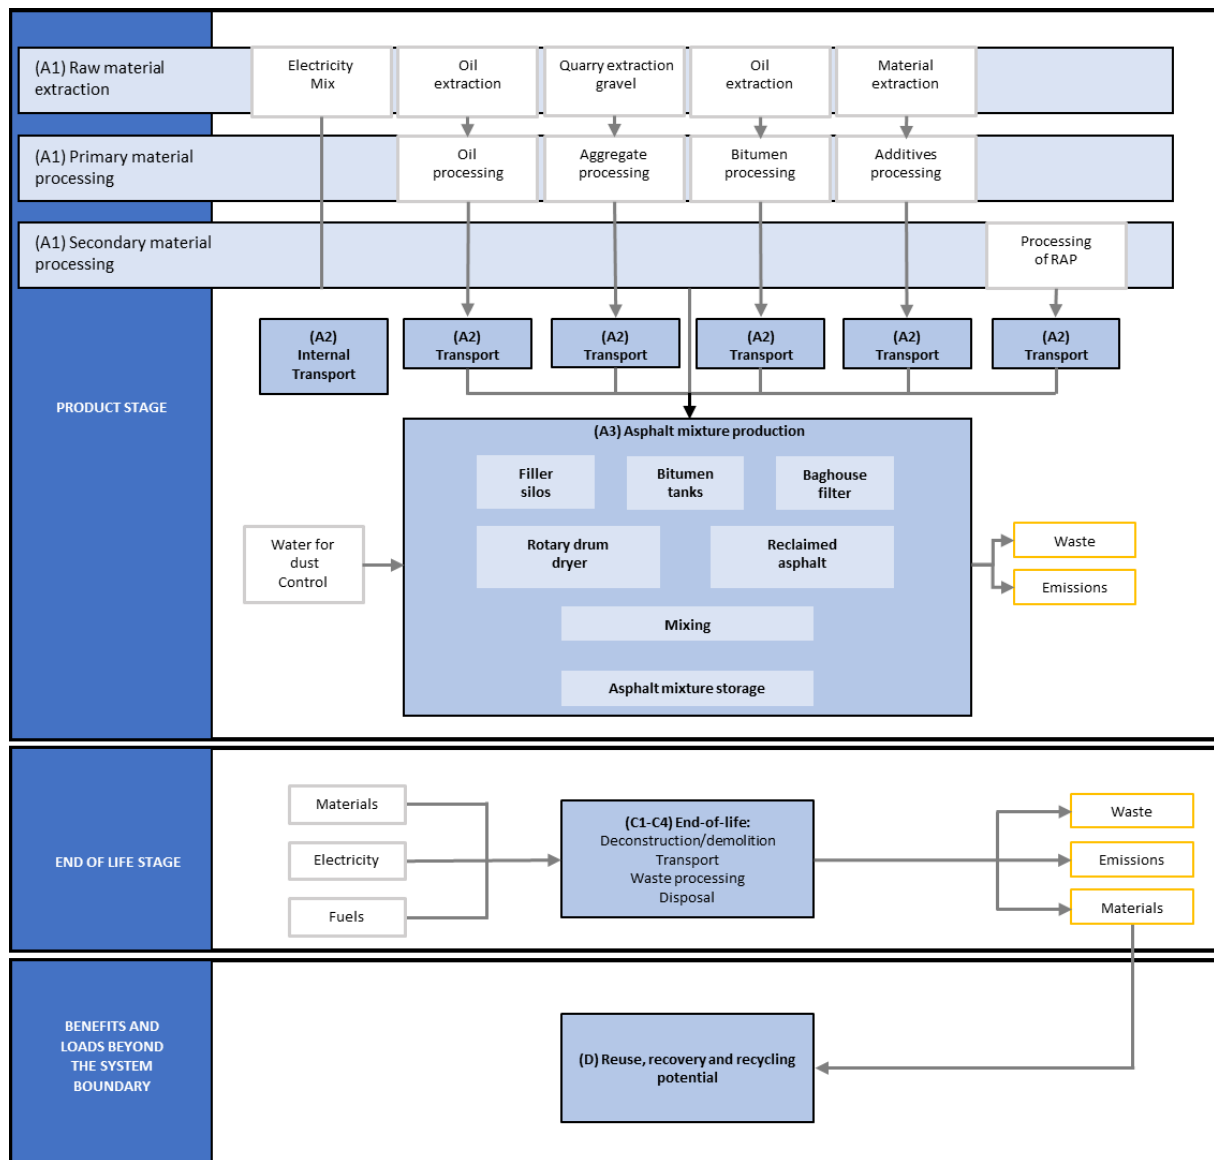 (A1) Raw material
extraction
Electricity
Mix
Oil
extraction
Quarry extraction
gravel
Oil
extraction
Material
extraction
(A1) Primary material
processing
Oil
processing
Aggregate
processing
Bitumen
processing
Additives
processing
(A1) Secondary material
processing
Processing
of RAP
(A2)
Internal
Transport
(A2)
Transport
(A2)
Transport
(A2)
Transport
(A2)
Transport
(A2)
Transport
PRODUCT STAGE
(A3) Asphalt mixture production
Filler
silos
Bitumen
tanks
Baghouse
filter
Water for
dust
Control
Rotary drum
dryer
Reclaimed
asphalt
Waste
Emissions
Mixing
Asphalt mixture storage
END OF LIFE STAGE
Materials
Electricity
Fuels
(C1-C4) End-of-life:
Deconstruction/demolition
Transport
Waste processing
Disposal
Waste
Emissions
Materials
BENEFITS AND
LOADS BEYOND
THE SYSTEM
BOUNDARY
(D) Reuse, recovery and recycling
potential